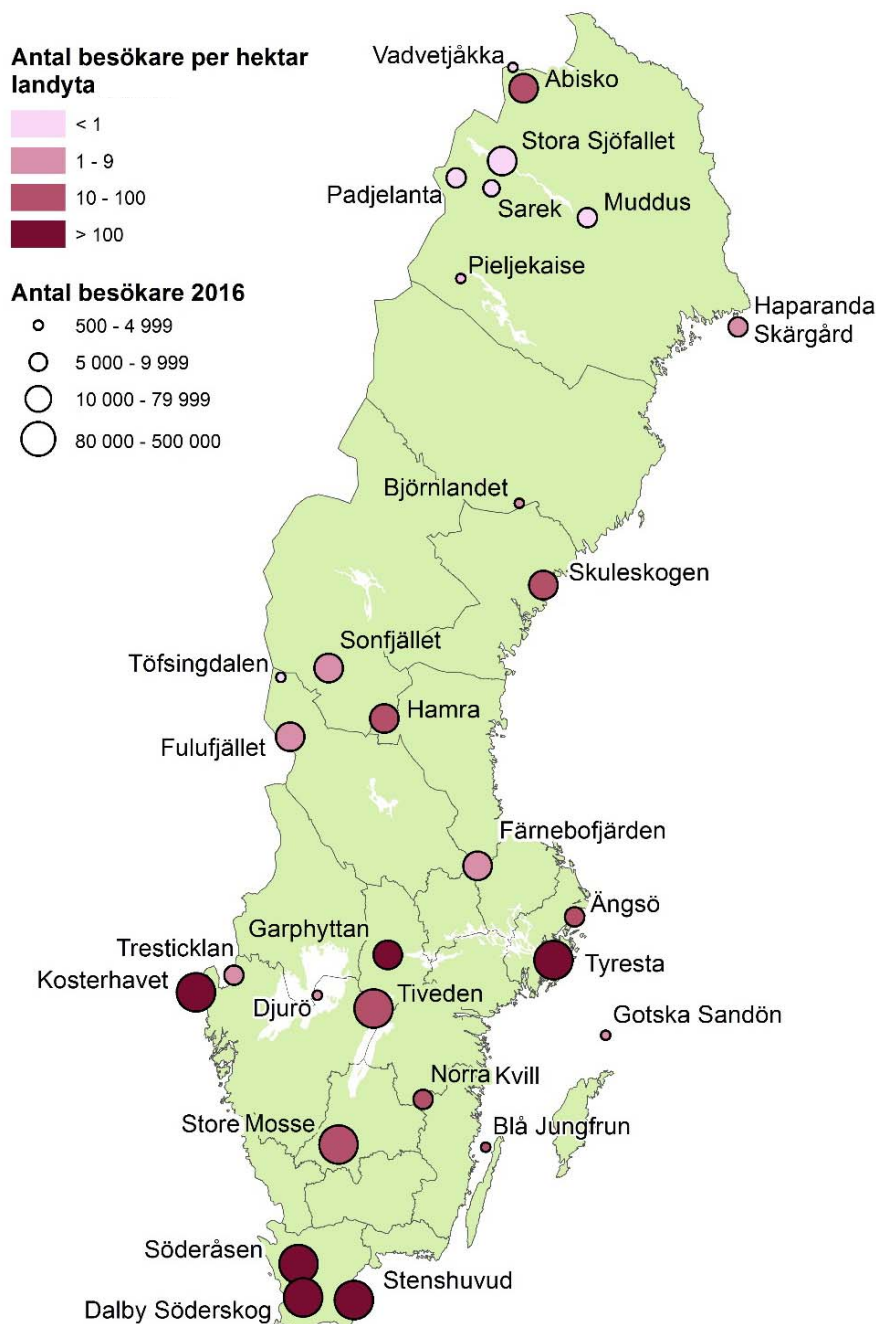 Antal besökare per hektar
landyta
< 1
1 - 9
10 - 100
> 100
Antal besökare 2016
500 - 4 999
5 000 - 9 999
10 000 - 79 999
80 000 - 500 000
Vadvetjåkka
Abisko
Stora Sjöfallet
Padjelanta
Sarek
Muddus
Pieljekaise
Haparanda
Skärgård
Björnlandet
Skuleskogen
Sonfjället
Töfsingdalen
Hamra
Fulufjället
Färnebofjärden
Ängsö
Garphyttan
Tresticklan
Tyresta
Kosterhavet
Djurö
Tiveden
Gotska Sandön
Norra Kvill
Store Mosse
Blå Jungfrun
Söderåsen
Stenshuvud
Dalby Söderskog